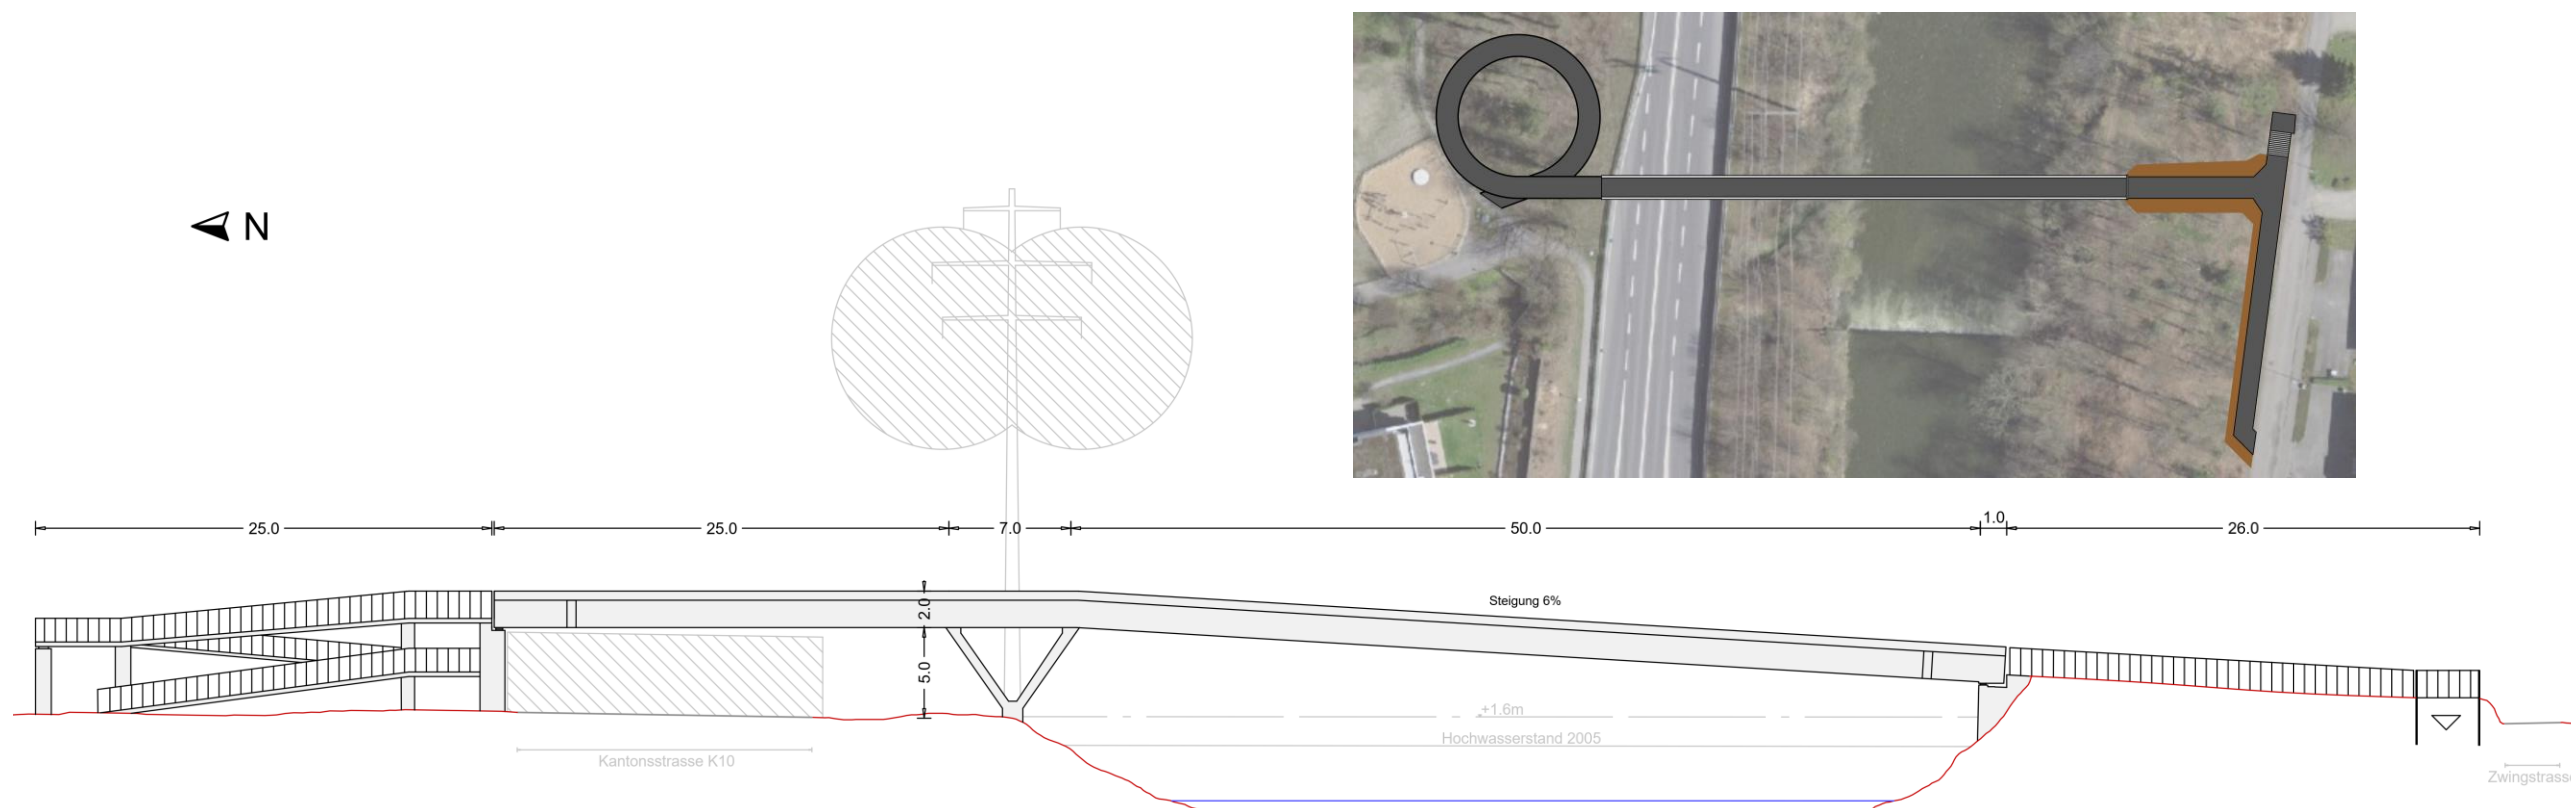 N
25.0
25.0
7.0
50.0
1.0
26.0
2.0
5.0
Steigung 6%
+1.6m
Hochwasserstand 2005
Kantonsstrasse K10
Zwingstrasse